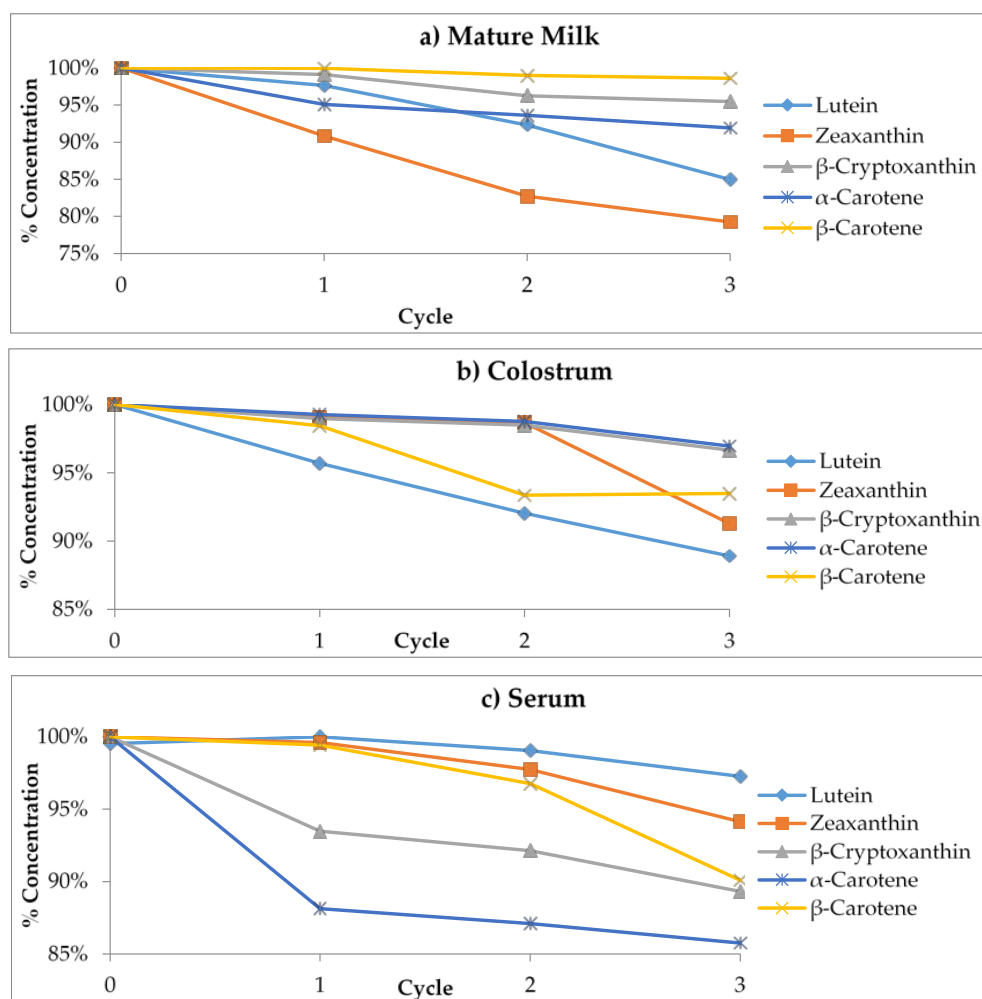 a) Mature Milk
100%
95%
90%
85%
80%
75%
% Concentration
0 1 2 3
Cycle
Lutein
Zeaxanthin
β-Cryptoxanthin
α-Carotene
β-Carotene
b) Colostrum
100%
95%
90%
85%
% Concentration
0 1 2 3
Cycle
Lutein
Zeaxanthin
β-Cryptoxanthin
α-Carotene
β-Carotene
c) Serum
100%
95%
90%
85%
% Concentration
0 1 2 3
Cycle
Lutein
Zeaxanthin
β-Cryptoxanthin
α-Carotene
β-Carotene